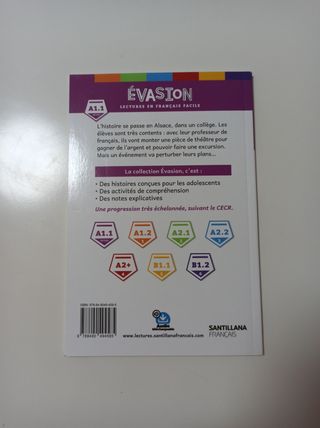 ÉVASION
LECTURES EN FRANÇAIS FACILE
A1.1
L'histoire se passe en Alsace, dans un collège. Les
élèves sont très contents : avec leur professeur de
français, ils vont monter une pièce de théâtre pour
gagner de l'argent et pouvoir faire une excursion.
Mais un événement va perturber leurs plans...
La collection Évasion, c'est :
• Des histoires conçues pour les adolescents
• Des activités de compréhension
• Des notes explicatives
Une progression très échelonnée, suivant le CECR.
A1.1
A1.2
A2.1
A2.2
A2+
B1.1
B1.2
Audio
SANTILLANA
FRANÇAIS
www.lectures.santillanafrancais.com